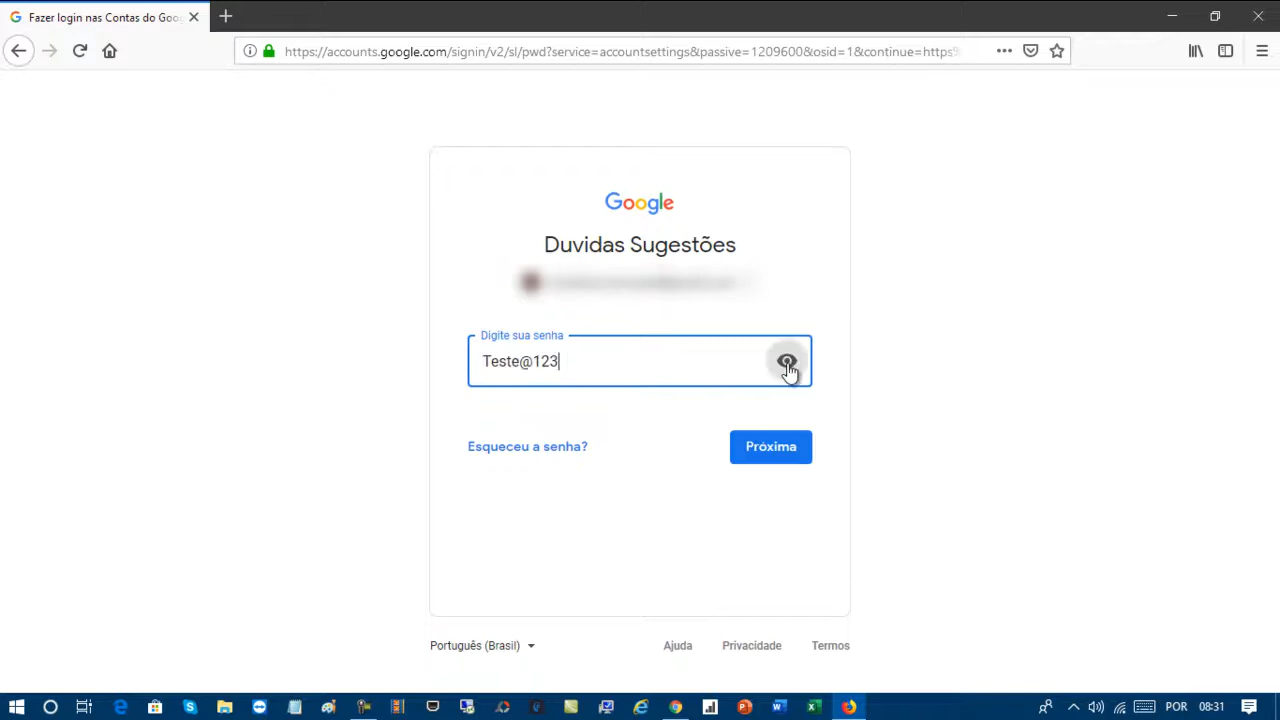 Fazer login nas Contas do Goog
https://accounts.google.com/signin/v2/sl/pwd?service=accountsettings&passive=1209600&osid=1&continue=https%
Google
Duvidas Sugestões
Digite sua senha
Teste@123
Esqueceu a senha?
Próxima
Português (Brasil)
Ajuda
Privacidade
Termos
POR
08:31